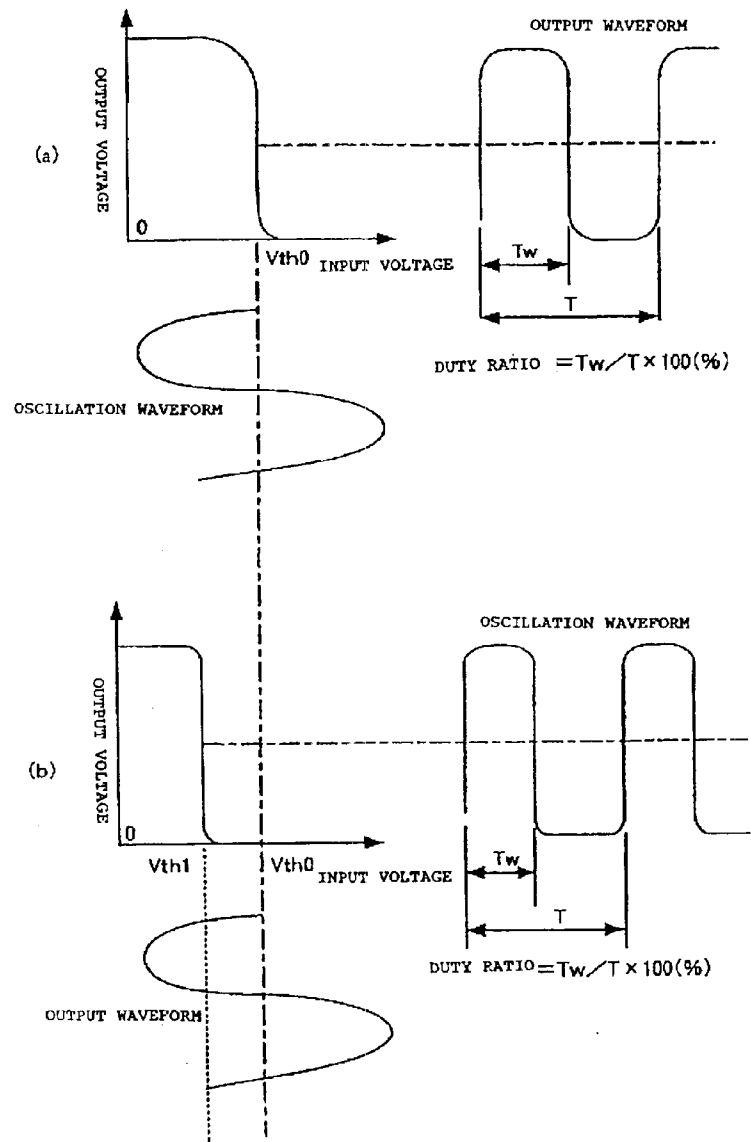 OUTPUT WAVEFORM
OUTPUT VOLTAGE
(a)
0
Vth0 INPUT VOLTAGE
Tw
T
DUTY RATIO =Tw/T×100(%)
OSCILLATION WAVEFORM
OSCILLATION WAVEFORM
OUTPUT VOLTAGE
(b)
0
Vth1
Vth0 INPUT VOLTAGE
Tw
T
DUTY RATIO=Tw/T×100(%)
OUTPUT WAVEFORM